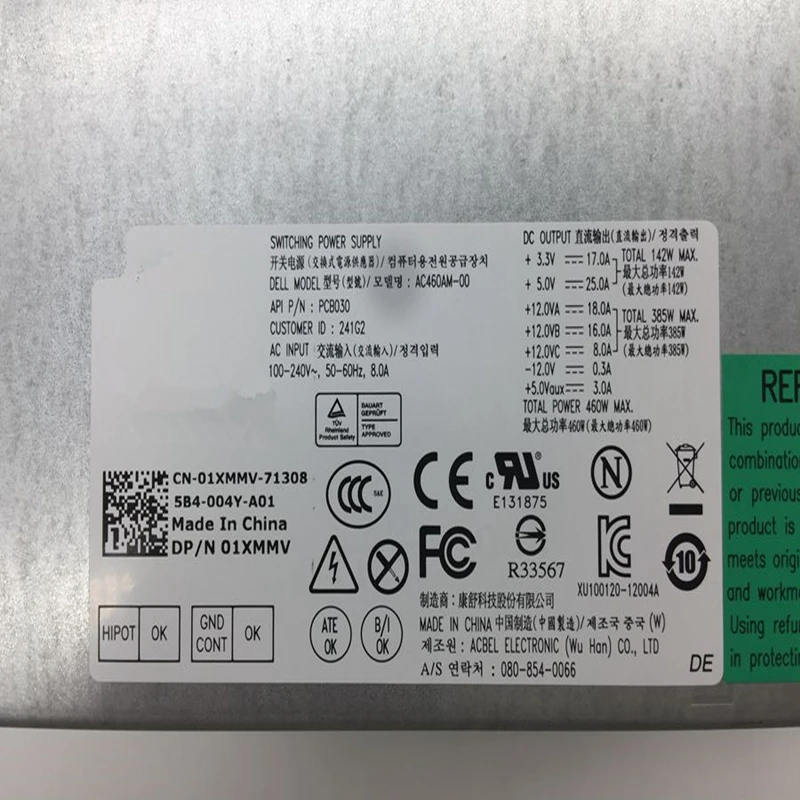 SWITCHING POWER SUPPLY
开关电源 (交换式電源供應器)/ 컴퓨터용전원공급장치
DELL MODEL 型号(型號)/ 모델명 : AC460AM-00
API P/N : PCB030
CUSTOMER ID : 241G2
AC INPUT 交流输入(交流輸入)/정격입력
100-240V~, 50-60Hz, 8.0A
DC OUTPUT 直流输出(直流輸出)/ 정격출력
+ 3.3V 17.0A
+ 5.0V 25.0A
TOTAL 142W MAX.
最大总功率142W
(最大總功率142W)
+12.0VA 18.0A
+12.0VB 16.0A
+12.0VC 8.0A
TOTAL 385W MAX.
最大总功率385W
(最大總功率385W)
-12.0V 0.3A
+5.0Vaux 3.0A
TOTAL POWER 460W MAX.
最大总功率460W(最大總功率460W)
TÜV
Rheinland
Product Safety
BAUART
GEPRÜFT
TYPE
APPROVED
CN-01XMMV-71308
5B4-004Y-A01
Made In China
DP/N 01XMMV
CCC S&E
CE
c RU ® US
E131875
N
FC
R33567
XU100120-12004A
10
HIPOT OK
GND CONT OK
ATE OK
B/I OK
制造商: 康舒科技股份有限公司
MADE IN CHINA 中国制造(中國製造)/제조국 중국 (W)
제조원 : ACBEL ELECTRONIC (Wu Han) CO., LTD
A/S 연락처 : 080-854-0066
DE
REF
This produc
combinatio
or previous
product is
meets origi
and workma
Using refu
in protectin